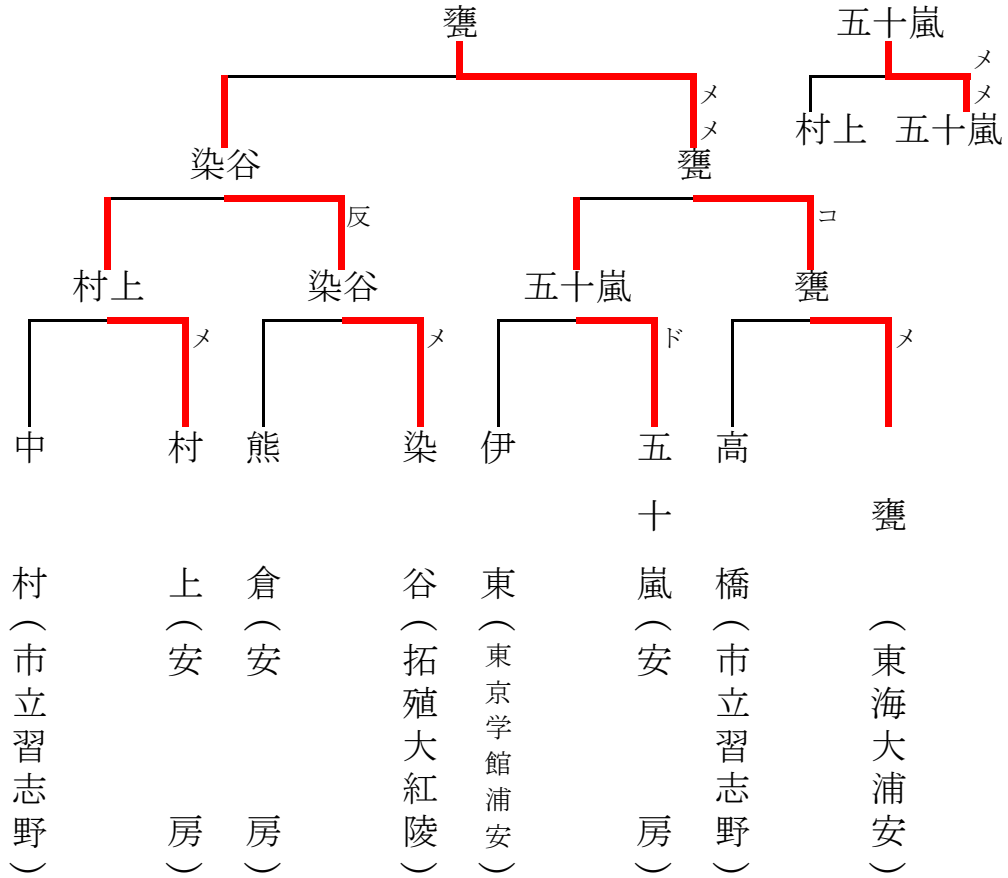 甕
五十嵐
メ
メ
村上 五十嵐
メ
メ
染谷
甕
反
コ
村上
染谷
五十嵐
甕
メ
メ
ド
メ
中村(市立習志野)
村上(安房)
熊倉(安房)
染谷(拓殖大紅陵)
伊東(東京学館浦安)
五十嵐(安房)
高橋(市立習志野)
甕(東海大浦安)